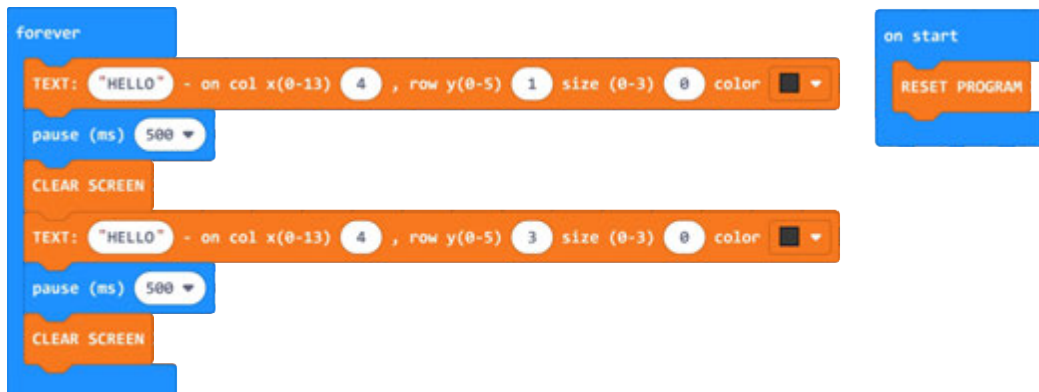 forever
TEXT: "HELLO" - on col x(0-13) 4 , row y(0-5) 1 size (0-3) 0 color
pause (ms) 500
CLEAR SCREEN
TEXT: "HELLO" - on col x(0-13) 4 , row y(0-5) 3 size (0-3) 0 color
pause (ms) 500
CLEAR SCREEN
on start
RESET PROGRAM